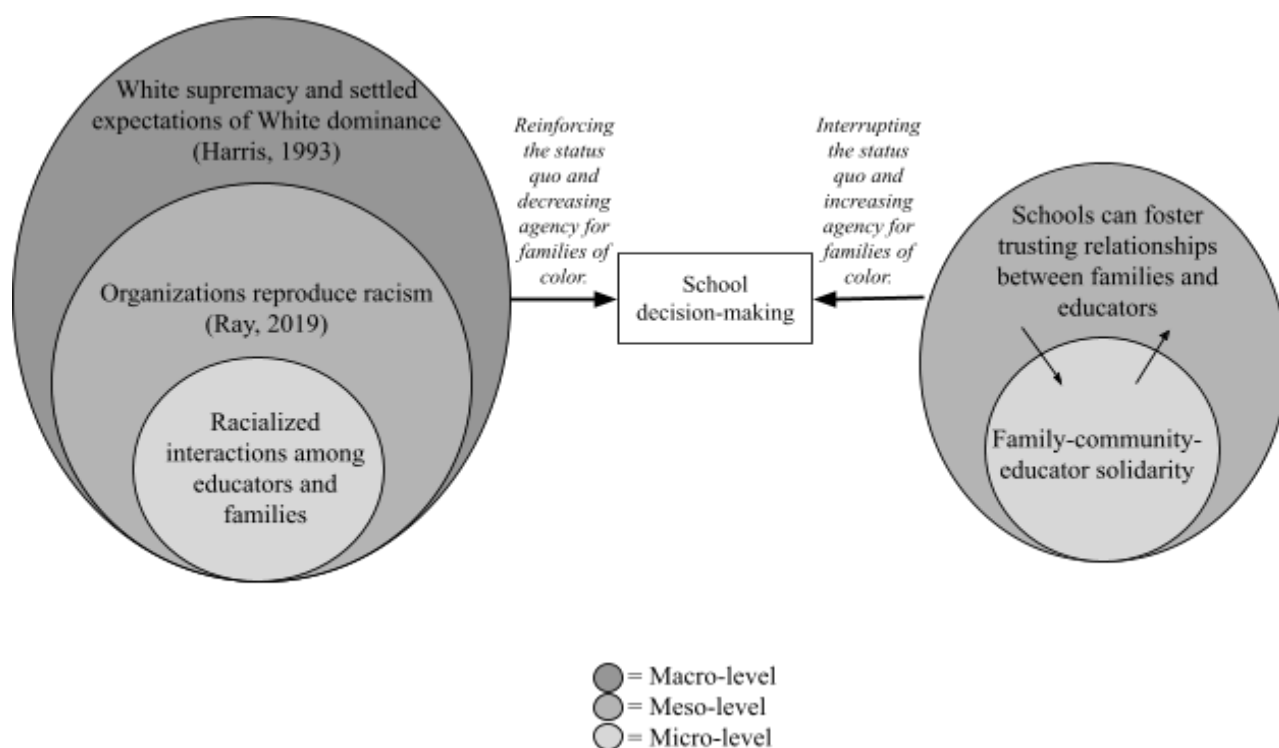 White supremacy and settled
expectations of White dominance
(Harris, 1993)
Organizations reproduce racism
(Ray, 2019)
Racialized
interactions among
educators and
families
Reinforcing
the status
quo and
decreasing
agency for
families of
color.
School
decision-making
Interrupting
the status
quo and
increasing
agency for
families of
color.
Schools can foster
trusting relationships
between families and
educators
Family-community-
educator solidarity
= Macro-level
= Meso-level
= Micro-level